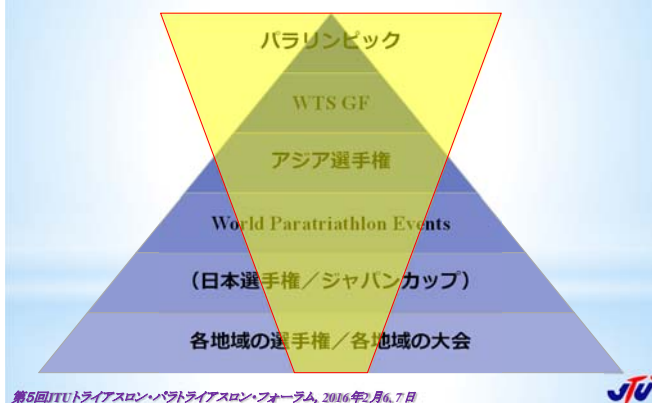 パラリンピック
WTS GF
アジア選手権
World Paratriathlon Events
(日本選手権／ジャパンカップ)
各地域の選手権／各地域の大会
第5回JTUトライアスロン・パラトライアスロン・フォーラム, 2016年2月6, 7日
JTU